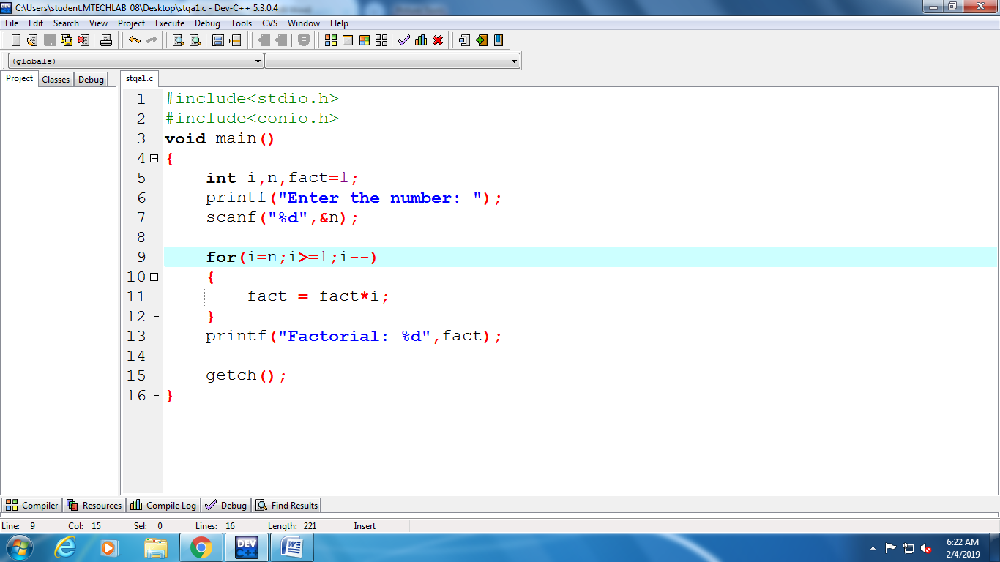 C:\Users\student.MTECHLAB_08\Desktop\stqa1.c - Dev-C++ 5.3.0.4
File Edit Search View Project Execute Debug Tools CVS Window Help
(globals)
Project Classes Debug stqa1.c
1 #include<stdio.h>
2 #include<conio.h>
3 void main()
4 {
5 int i,n,fact=1;
6 printf("Enter the number: ");
7 scanf("%d",&n);
8
9 for(i=n;i>=1;i--)
10 {
11 fact = fact*i;
12 }
13 printf("Factorial: %d",fact);
14
15 getch();
16 }
Compiler Resources Compile Log Debug Find Results
Line: 9 Col: 15 Sel: 0 Lines: 16 Length: 221 Insert
DEV C++
6:22 AM
2/4/2019